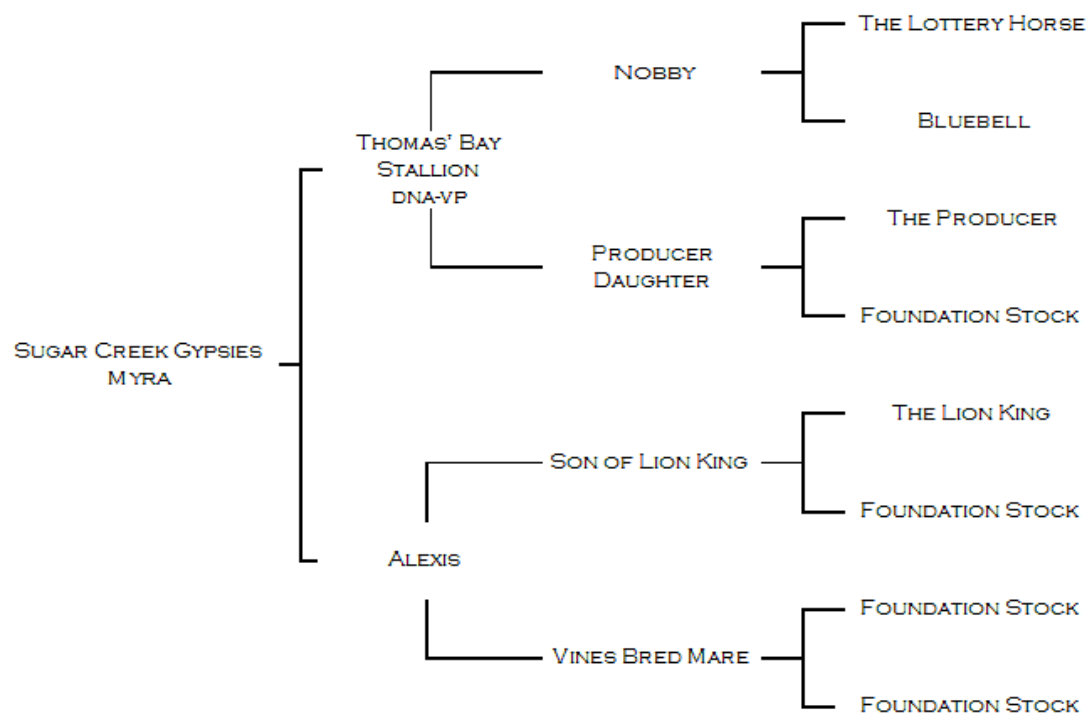 The Lottery Horse
Nobby
Bluebell
Thomas' Bay
Stallion
DNA-VP
The Producer
Producer
Daughter
Foundation Stock
Sugar Creek Gypsies
Myra
The Lion King
Son of Lion King
Foundation Stock
Alexis
Foundation Stock
Vines Bred Mare
Foundation Stock